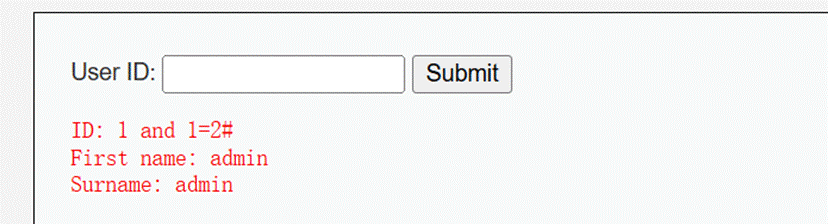 User ID: Submit
ID: 1 and 1=2#
First name: admin
Surname: admin